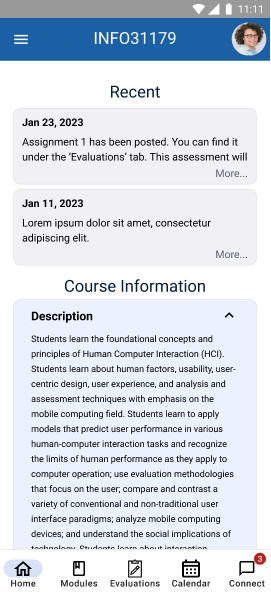 11:11
INFO31179
Recent
Jan 23, 2023
Assignment 1 has been posted. You can find it
under the ‘Evaluations’ tab. This assessment will
More...
Jan 11, 2023
Lorem ipsum dolor sit amet, consectetur
adipiscing elit.
More...
Course Information
Description
Students learn the foundational concepts and
principles of Human Computer Interaction (HCI).
Students learn about human factors, usability, user-
centric design, user experience, and analysis and
assessment techniques with emphasis on the
mobile computing field. Students learn to apply
models that predict user performance in various
human-computer interaction tasks and recognize
the limits of human performance as they apply to
computer operation; use evaluation methodologies
that focus on the user; compare and contrast a
variety of conventional and non-traditional user
interface paradigms; analyze mobile computing
devices; and understand the social implications of
technology. Students learn about interaction
3
Home Modules Evaluations Calendar Connect